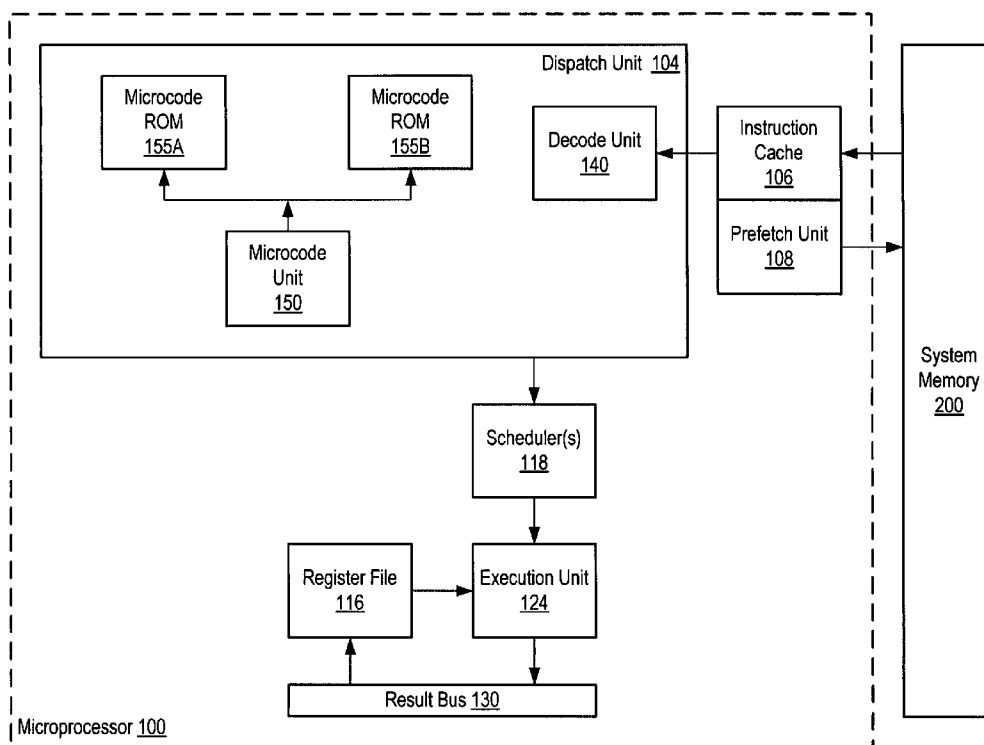 Dispatch Unit 104
Microcode
ROM
155A
Microcode
ROM
155B
Decode Unit
140
Instruction
Cache
106
Prefetch Unit
108
Microcode
Unit
150
System
Memory
200
Scheduler(s)
118
Register File
116
Execution Unit
124
Result Bus 130
Microprocessor 100